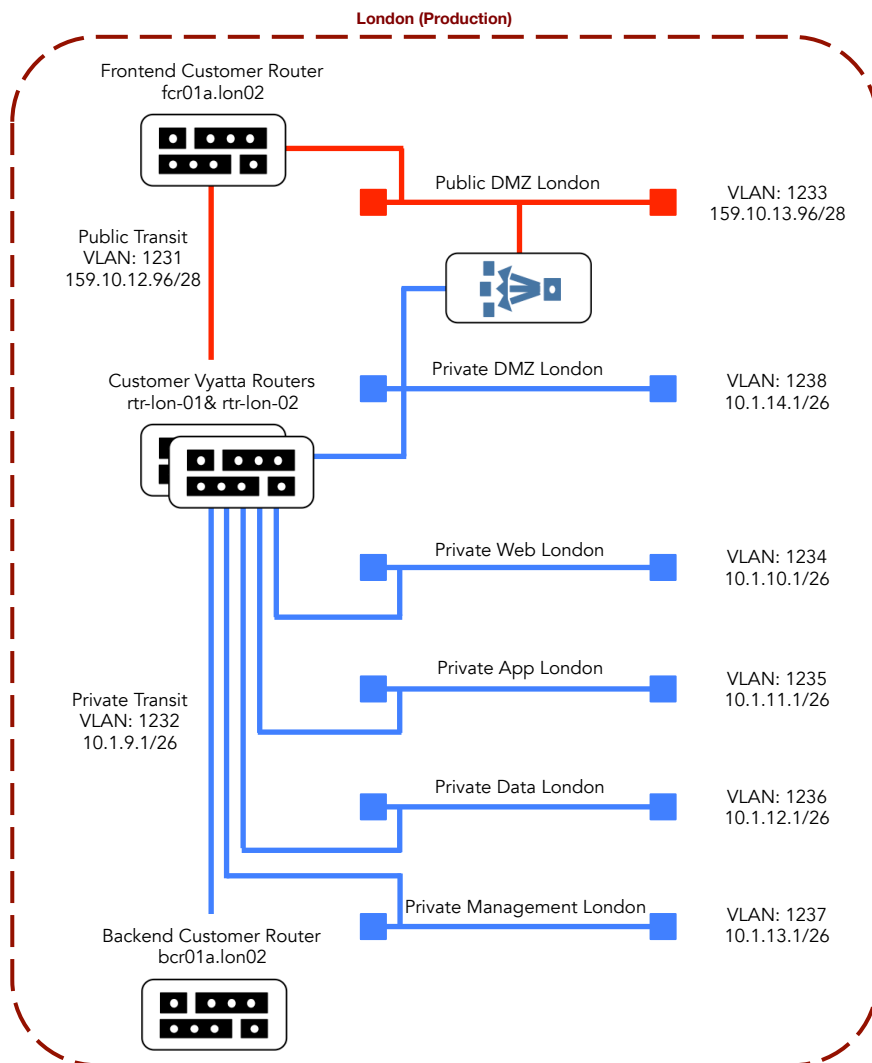 London (Production)
Frontend Customer Router
fcr01a.lon02
Public DMZ London
VLAN: 1233
159.10.13.96/28
Public Transit
VLAN: 1231
159.10.12.96/28
Customer Vyatta Routers
rtr-lon-01& rtr-lon-02
Private DMZ London
VLAN: 1238
10.1.14.1/26
Private Web London
VLAN: 1234
10.1.10.1/26
Private App London
VLAN: 1235
10.1.11.1/26
Private Transit
VLAN: 1232
10.1.9.1/26
Private Data London
VLAN: 1236
10.1.12.1/26
Private Management London
VLAN: 1237
10.1.13.1/26
Backend Customer Router
bcr01a.lon02